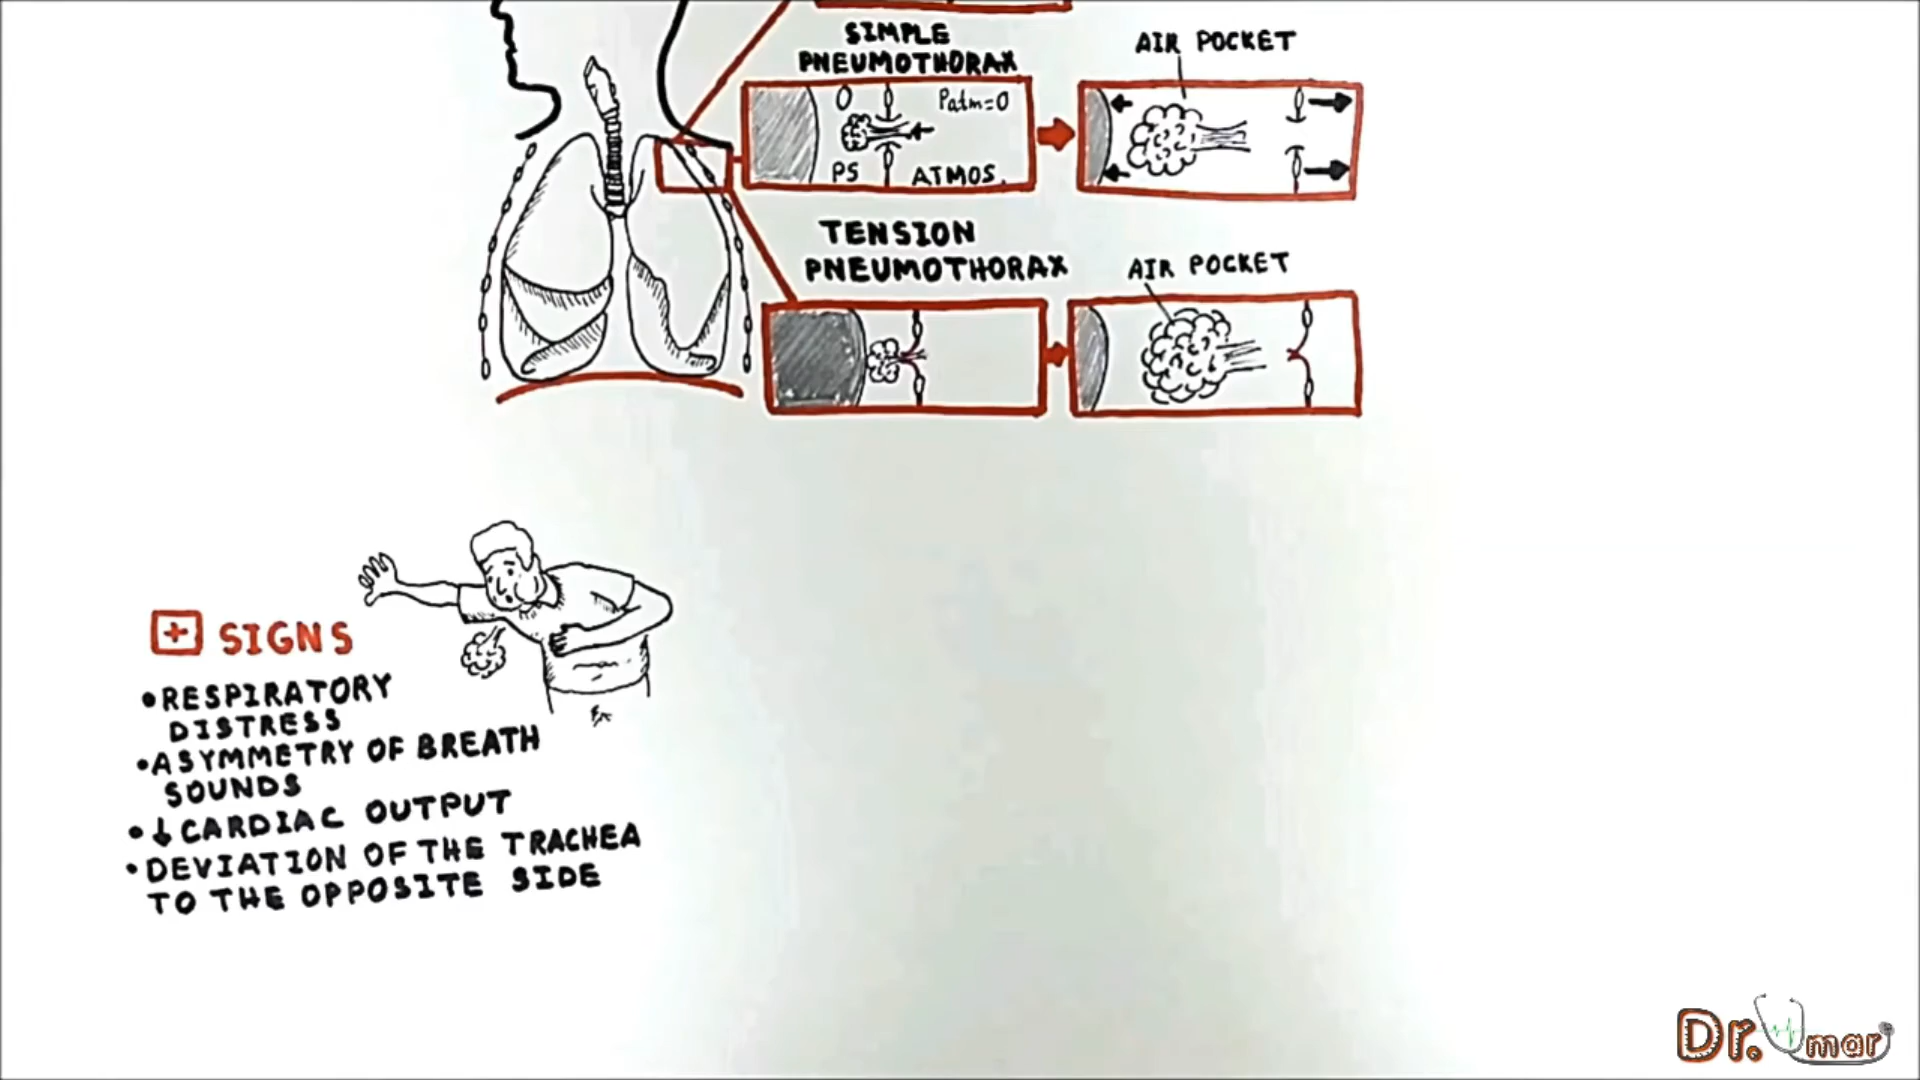 SIMPLE
PNEUMOTHORAX
AIR POCKET
O
Patm=O
PS
ATMOS.
TENSION
PNEUMOTHORAX
AIR POCKET
+ SIGNS
•RESPIRATORY
DISTRESS
•ASYMMETRY OF BREATH
SOUNDS
•↓CARDIAC OUTPUT
•DEVIATION OF THE TRACHEA
TO THE OPPOSITE SIDE
Dr. Umar